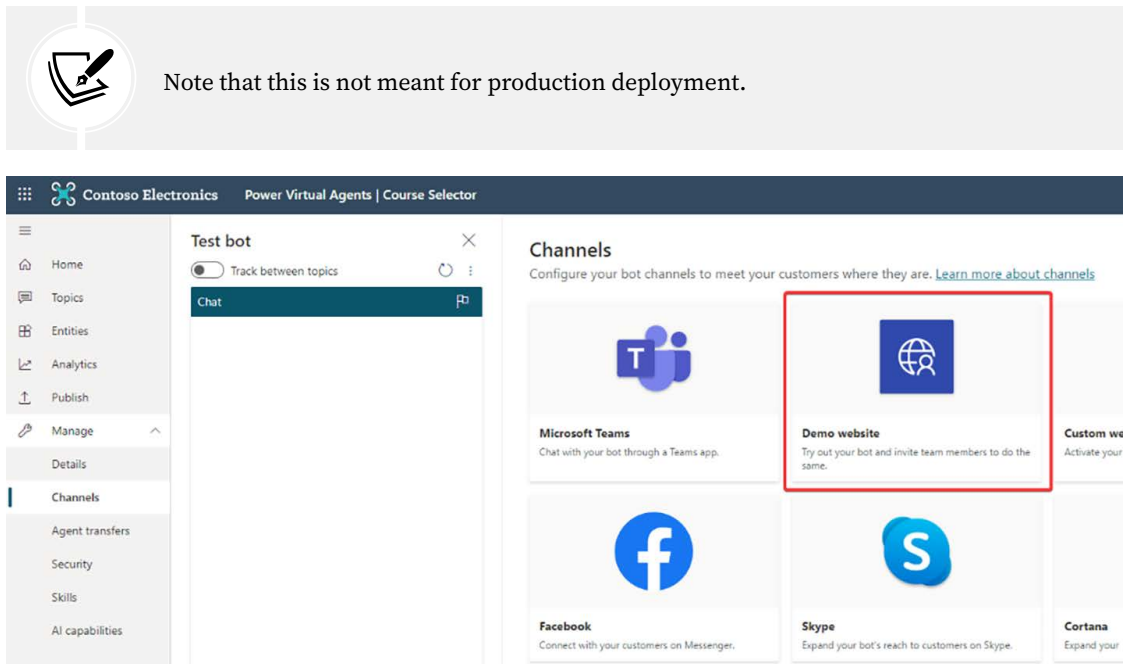 Note that this is not meant for production deployment.
Contoso Electronics Power Virtual Agents | Course Selector
Home
Topics
Entities
Analytics
Publish
Manage
Details
Channels
Agent transfers
Security
Skills
AI capabilities
Test bot
Track between topics
Chat
Channels
Configure your bot channels to meet your customers where they are. Learn more about channels
T
Microsoft Teams
Chat with your bot through a Teams app.
Demo website
Try out your bot and invite team members to do the
same.
Custom we
Activate your
f
Facebook
Connect with your customers on Messenger.
S
Skype
Expand your bot's reach to customers on Skype.
Cortana
Expand your